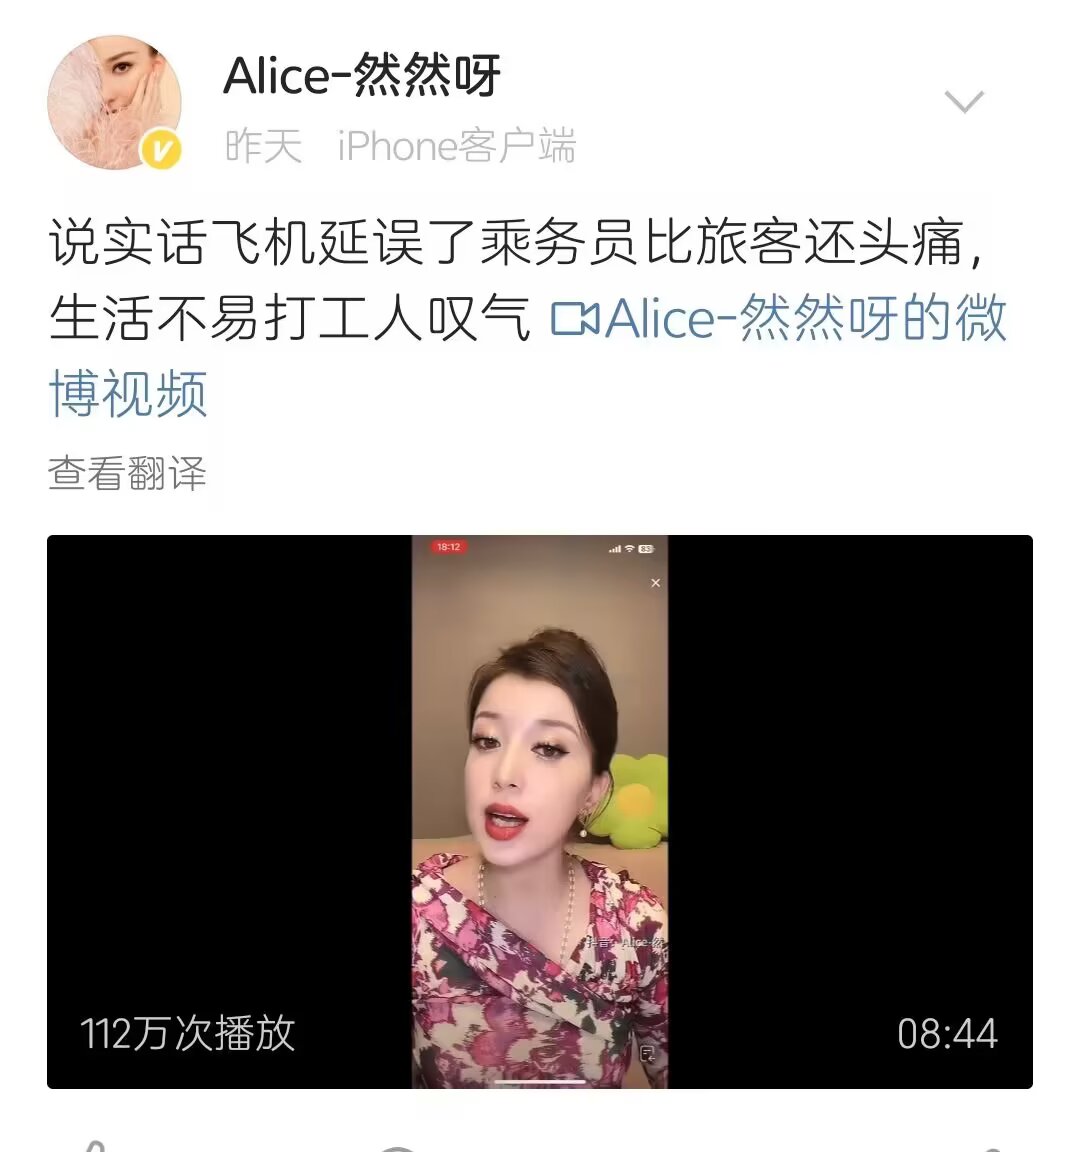 Alice-然然呀
昨天 iPhone客户端
说实话飞机延误了乘务员比旅客还头痛,
生活不易打工人叹气 Alice-然然呀的微
博视频
查看翻译
18:12
83
抖音: Alice-然
112万次播放
08:44